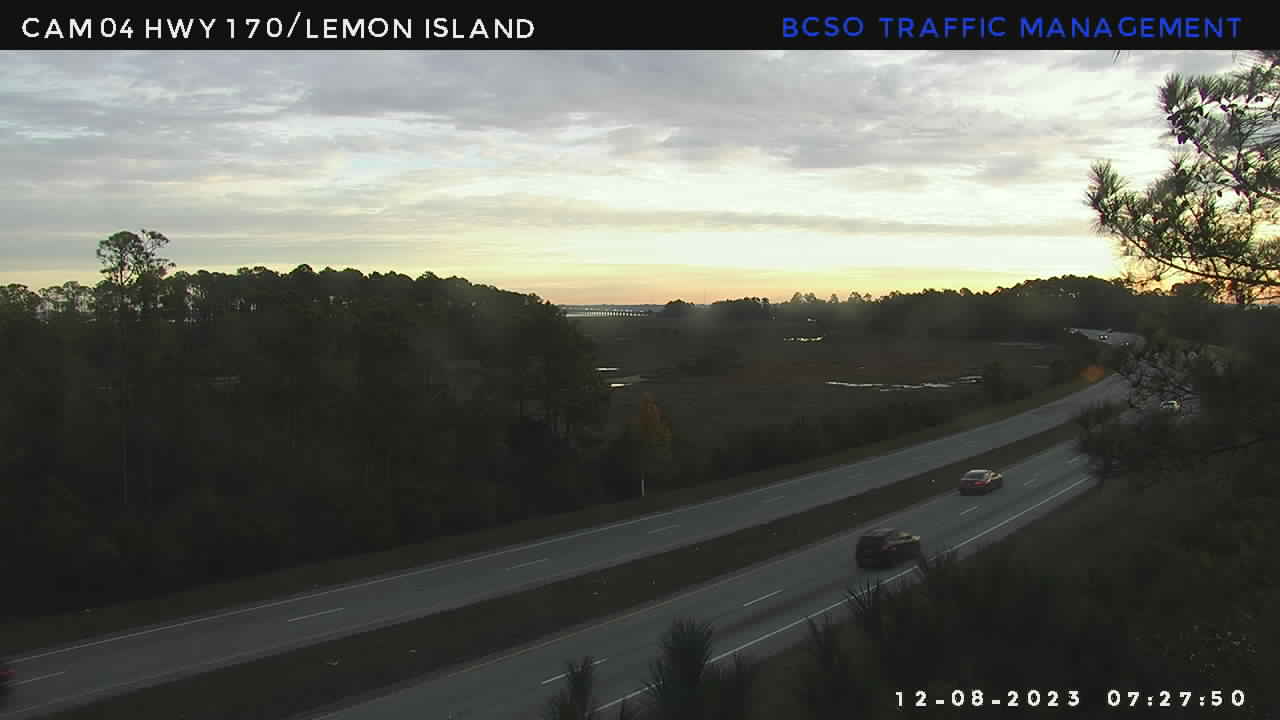 CAM04 HWY 170/LEMON ISLAND
BCSO TRAFFIC MANAGEMENT
12-08-2023 07:27:50